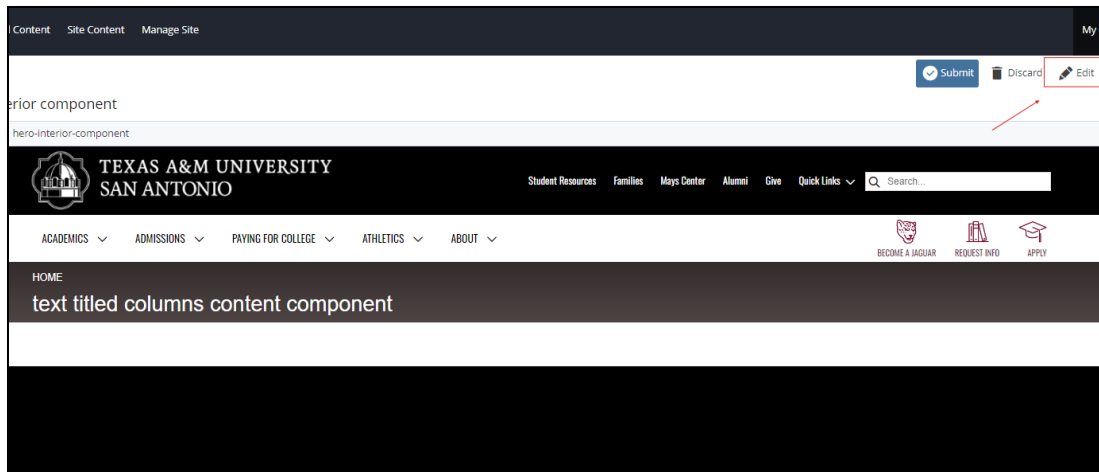 l Content Site Content Manage Site My
Submit Discard Edit
erior component
hero-interior-component
TEXAS A&M UNIVERSITY
SAN ANTONIO
Student Resources Families Mays Center Alumni Give Quick Links Search...
ACADEMICS ADMISSIONS PAYING FOR COLLEGE ATHLETICS ABOUT
BECOME A JAGUAR REQUEST INFO APPLY
HOME
text titled columns content component